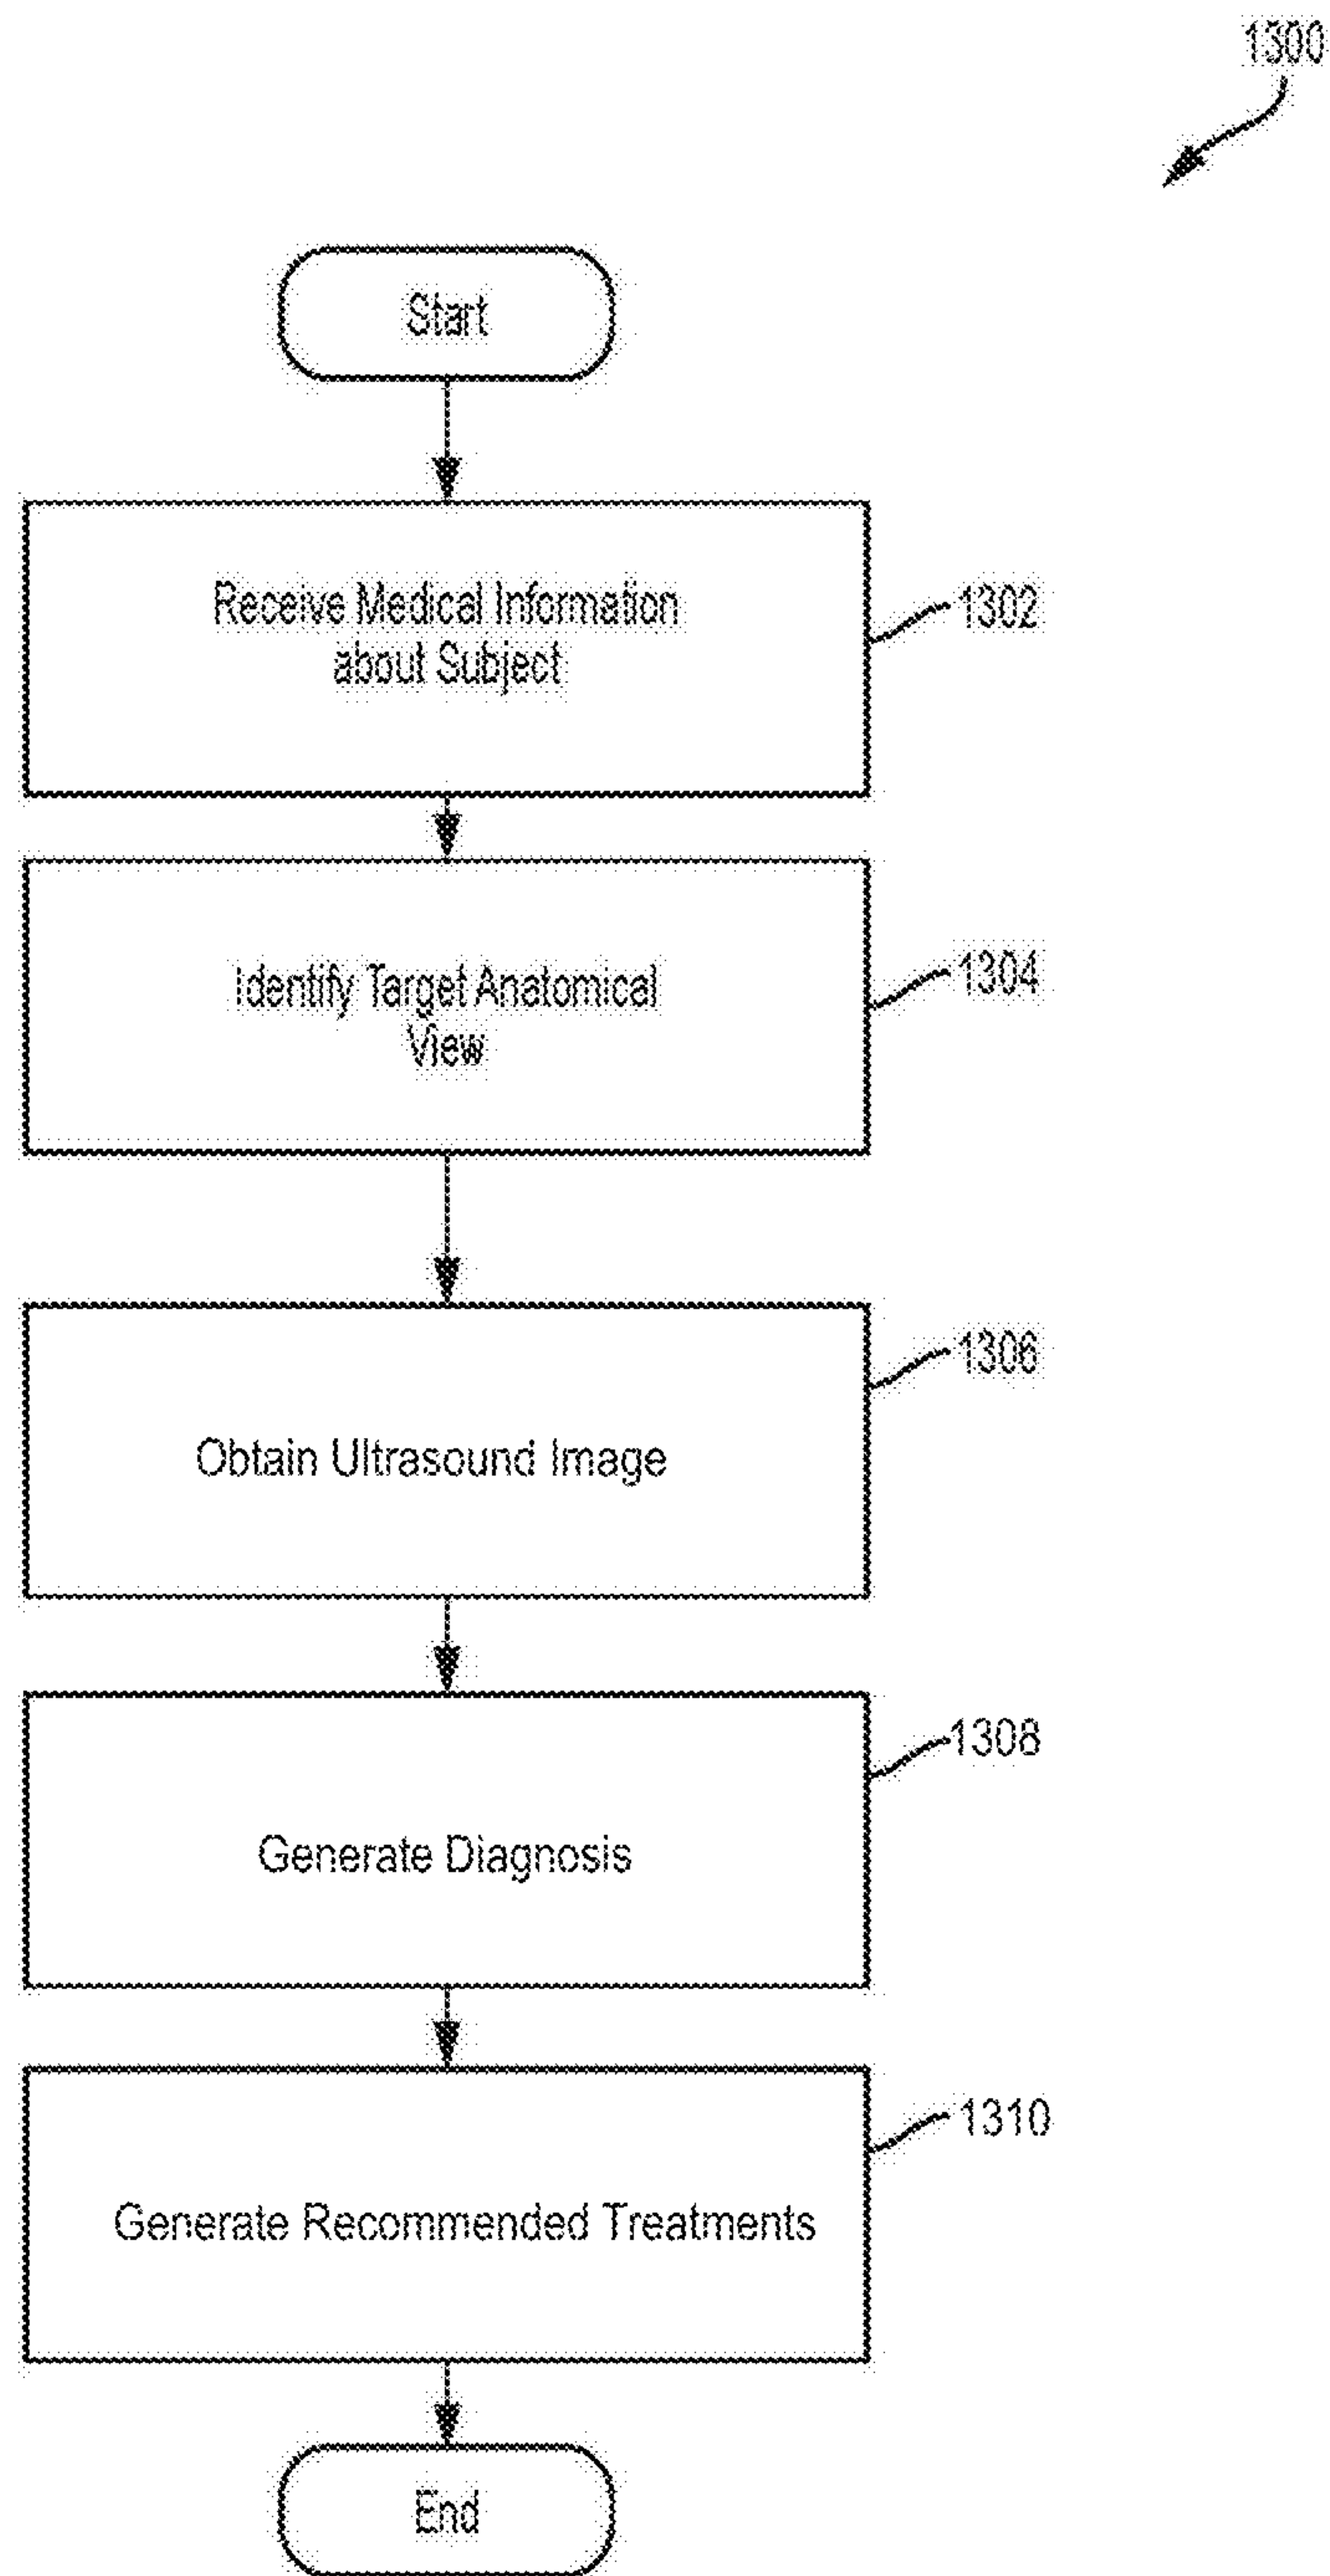 1300
Start
Receive Medical Information
about Subject
1302
Identify Target Anatomical
View
1304
Obtain Ultrasound Image
1306
Generate Diagnosis
1308
Generate Recommended Treatments
1310
End